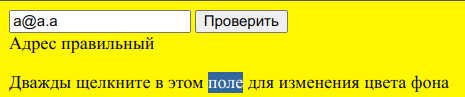 a@a.a Проверить
Адрес правильный
Дважды щелкните в этом поле для изменения цвета фона